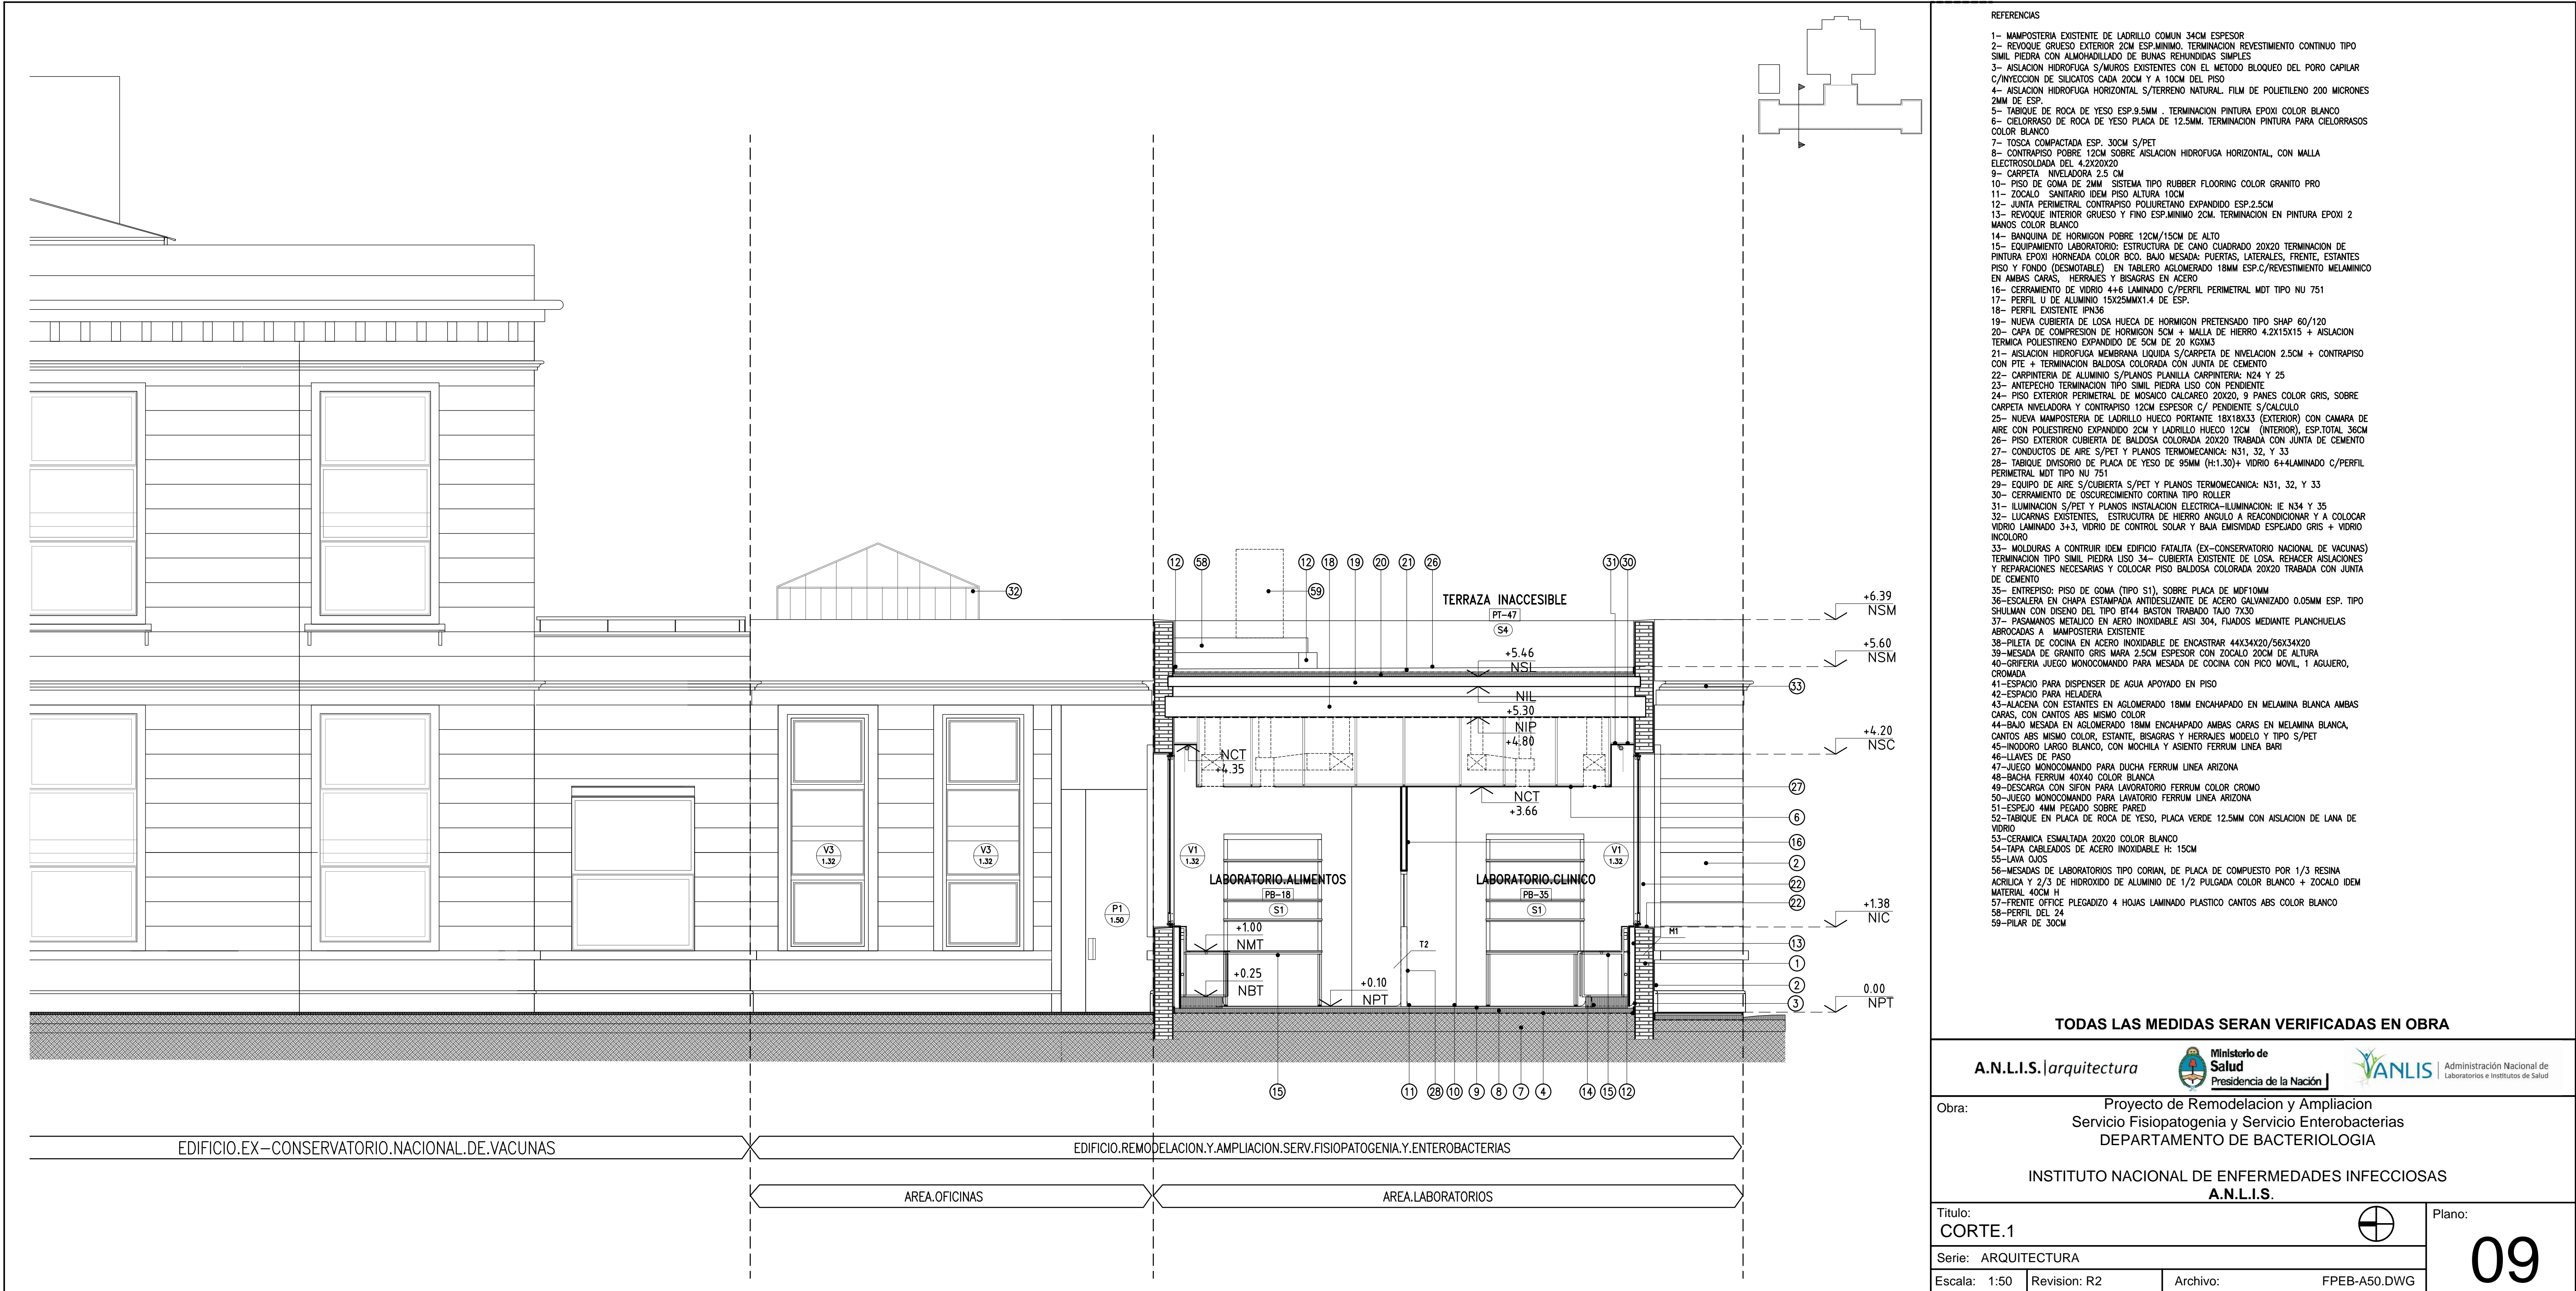 REFERENCIAS
1- MAMPOSTERIA EXISTENTE DE LADRILLO COMUN 34CM ESPESOR
2- REVOQUE GRUESO EXTERIOR 2CM ESP.MINIMO. TERMINACION REVESTIMIENTO CONTINUO TIPO
SIMIL PIEDRA CON ALMOHADILLADO DE BUNAS REHUNDIDAS SIMPLES
3- AISLACION HIDROFUGA S/MUROS EXISTENTES CON EL METODO BLOQUEO DEL PORO CAPILAR
C/INYECCION DE SILICATOS CADA 20CM Y A 10CM DEL PISO
4- AISLACION HIDROFUGA HORIZONTAL S/TERRENO NATURAL. FILM DE POLIETILENO 200 MICRONES
2MM DE ESP.
5- TABIQUE DE ROCA DE YESO ESP.9.5MM . TERMINACION PINTURA EPOXI COLOR BLANCO
6- CIELORRASO DE ROCA DE YESO PLACA DE 12.5MM. TERMINACION PINTURA PARA CIELORRASOS
COLOR BLANCO
7- TOSCA COMPACTADA ESP. 30CM S/PET
8- CONTRAPISO POBRE 12CM SOBRE AISLACION HIDROFUGA HORIZONTAL, CON MALLA
ELECTROSOLDADA DEL 4.2X20X20
9- CARPETA NIVELADORA 2.5 CM
10- PISO DE GOMA DE 2MM SISTEMA TIPO RUBBER FLOORING COLOR GRANITO PRO
11- ZOCALO SANITARIO IDEM PISO ALTURA 10CM
12- JUNTA PERIMETRAL CONTRAPISO POLIURETANO EXPANDIDO ESP.2.5CM
13- REVOQUE INTERIOR GRUESO Y FINO ESP.MINIMO 2CM. TERMINACION EN PINTURA EPOXI 2
MANOS COLOR BLANCO
14- BANQUINA DE HORMIGON POBRE 12CM/15CM DE ALTO
15- EQUIPAMIENTO LABORATORIO: ESTRUCTURA DE CANO CUADRADO 20X20 TERMINACION DE
PINTURA EPOXI HORNEADA COLOR BCO. BAJO MESADA: PUERTAS, LATERALES, FRENTE, ESTANTES
PISO Y FONDO (DESMOTABLE) EN TABLERO AGLOMERADO 18MM ESP.C/REVESTIMIENTO MELAMINICO
EN AMBAS CARAS, HERRAJES Y BISAGRAS EN ACERO
16- CERRAMIENTO DE VIDRIO 4+6 LAMINADO C/PERFIL PERIMETRAL MDT TIPO NU 751
17- PERFIL U DE ALUMINIO 15X25MMX1.4 DE ESP.
18- PERFIL EXISTENTE IPN36
19- NUEVA CUBIERTA DE LOSA HUECA DE HORMIGON PRETENSADO TIPO SHAP 60/120
20- CAPA DE COMPRESION DE HORMIGON 5CM + MALLA DE HIERRO 4.2X15X15 + AISLACION
TERMICA POLIESTIRENO EXPANDIDO DE 5CM DE 20 KGXM3
21- AISLACION HIDROFUGA MEMBRANA LIQUIDA S/CARPETA DE NIVELACION 2.5CM + CONTRAPISO
CON PTE + TERMINACION BALDOSA COLORADA CON JUNTA DE CEMENTO
22- CARPINTERIA DE ALUMINIO S/PLANOS PLANILLA CARPINTERIA: N24 Y 25
23- ANTEPECHO TERMINACION TIPO SIMIL PIEDRA LISO CON PENDIENTE
24- PISO EXTERIOR PERIMETRAL DE MOSAICO CALCAREO 20X20, 9 PANES COLOR GRIS, SOBRE
CARPETA NIVELADORA Y CONTRAPISO 12CM ESPESOR C/ PENDIENTE S/CALCULO
25- NUEVA MAMPOSTERIA DE LADRILLO HUECO PORTANTE 18X18X33 (EXTERIOR) CON CAMARA DE
AIRE CON POLIESTIRENO EXPANDIDO 2CM Y LADRILLO HUECO 12CM (INTERIOR), ESP.TOTAL 36CM
26- PISO EXTERIOR CUBIERTA DE BALDOSA COLORADA 20X20 TRABADA CON JUNTA DE CEMENTO
27- CONDUCTOS DE AIRE S/PET Y PLANOS TERMOMECANICA: N31, 32, Y 33
28- TABIQUE DIVISORIO DE PLACA DE YESO DE 95MM (H:1.30)+ VIDRIO 6+4LAMINADO C/PERFIL
PERIMETRAL MDT TIPO NU 751
29- EQUIPO DE AIRE S/CUBIERTA S/PET Y PLANOS TERMOMECANICA: N31, 32, Y 33
30- CERRAMIENTO DE OSCURECIMIENTO CORTINA TIPO ROLLER
31- ILUMINACION S/PET Y PLANOS INSTALACION ELECTRICA-ILUMINACION: IE N34 Y 35
32- LUCARNAS EXISTENTES, ESTRUCUTRA DE HIERRO ANGULO A REACONDICIONAR Y A COLOCAR
VIDRIO LAMINADO 3+3, VIDRIO DE CONTROL SOLAR Y BAJA EMISIVIDAD ESPEJADO GRIS + VIDRIO
INCOLORO
33- MOLDURAS A CONTRUIR IDEM EDIFICIO FATALITA (EX-CONSERVATORIO NACIONAL DE VACUNAS)
TERMINACION TIPO SIMIL PIEDRA LISO 34- CUBIERTA EXISTENTE DE LOSA. REHACER AISLACIONES
Y REPARACIONES NECESARIAS Y COLOCAR PISO BALDOSA COLORADA 20X20 TRABADA CON JUNTA
DE CEMENTO
35- ENTREPISO: PISO DE GOMA (TIPO S1), SOBRE PLACA DE MDF10MM
36-ESCALERA EN CHAPA ESTAMPADA ANTIDESLIZANTE DE ACERO GALVANIZADO 0.05MM ESP. TIPO
SHULMAN CON DISENO DEL TIPO BT44 BASTON TRABADO TAJO 7X30
37- PASAMANOS METALICO EN AERO INOXIDABLE AISI 304, FIJADOS MEDIANTE PLANCHUELAS
ABROCADAS A MAMPOSTERIA EXISTENTE
38-PILETA DE COCINA EN ACERO INOXIDABLE DE ENCASTRAR 44X34X20/56X34X20
39-MESADA DE GRANITO GRIS MARA 2.5CM ESPESOR CON ZOCALO 20CM DE ALTURA
40-GRIFERIA JUEGO MONOCOMANDO PARA MESADA DE COCINA CON PICO MOVIL, 1 AGUJERO,
CROMADA
41-ESPACIO PARA DISPENSER DE AGUA APOYADO EN PISO
42-ESPACIO PARA HELADERA
43-ALACENA CON ESTANTES EN AGLOMERADO 18MM ENCAHAPADO EN MELAMINA BLANCA AMBAS
CARAS, CON CANTOS ABS MISMO COLOR
44-BAJO MESADA EN AGLOMERADO 18MM ENCAHAPADO AMBAS CARAS EN MELAMINA BLANCA,
CANTOS ABS MISMO COLOR, ESTANTE, BISAGRAS Y HERRAJES MODELO Y TIPO S/PET
45-INODORO LARGO BLANCO, CON MOCHILA Y ASIENTO FERRUM LINEA BARI
46-LLAVES DE PASO
47-JUEGO MONOCOMANDO PARA DUCHA FERRUM LINEA ARIZONA
48-BACHA FERRUM 40X40 COLOR BLANCA
49-DESCARGA CON SIFON PARA LAVORATORIO FERRUM COLOR CROMO
50-JUEGO MONOCOMANDO PARA LAVATORIO FERRUM LINEA ARIZONA
51-ESPEJO 4MM PEGADO SOBRE PARED
52-TABIQUE EN PLACA DE ROCA DE YESO, PLACA VERDE 12.5MM CON AISLACION DE LANA DE
VIDRIO
53-CERAMICA ESMALTADA 20X20 COLOR BLANCO
54-TAPA CABLEADOS DE ACERO INOXIDABLE H: 15CM
55-LAVA OJOS
56-MESADAS DE LABORATORIOS TIPO CORIAN, DE PLACA DE COMPUESTO POR 1/3 RESINA
ACRILICA Y 2/3 DE HIDROXIDO DE ALUMINIO DE 1/2 PULGADA COLOR BLANCO + ZOCALO IDEM
MATERIAL 40CM H
57-FRENTE OFFICE PLEGADIZO 4 HOJAS LAMINADO PLASTICO CANTOS ABS COLOR BLANCO
58-PERFIL DEL 24
59-PILAR DE 30CM
12 58 12 18 19 20 21 26 31 30
32
59
TERRAZA INACCESIBLE
PT-47
S4
+6.39
NSM
+5.60
NSM
+5.46
NSL
33
NIL
+5.30
NIP
+4.80
+4.20
NSC
NCT
+4.35
27
NCT
+3.66
6
16
V3
1.32
V3
1.32
V1
1.32
V1
1.32
2
LABORATORIO.ALIMENTOS
PB-18
S1
LABORATORIO.CLINICO
PB-35
S1
22
22
P1
1.50
+1.38
NIC
+1.00
NMT
T2
M1
13
1
+0.25
NBT
+0.10
NPT
2
3
0.00
NPT
15 11 28 10 9 8 7 4 14 15 12
EDIFICIO.EX-CONSERVATORIO.NACIONAL.DE.VACUNAS
EDIFICIO.REMODELACION.Y.AMPLIACION.SERV.FISIOPATOGENIA.Y.ENTEROBACTERIAS
AREA.OFICINAS
AREA.LABORATORIOS
TODAS LAS MEDIDAS SERAN VERIFICADAS EN OBRA
A.N.L.I.S.|arquitectura
Ministerio de
Salud
Presidencia de la Nación
ANLIS
Administración Nacional de
Laboratorios e Institutos de Salud
Obra:
Proyecto de Remodelacion y Ampliacion
Servicio Fisiopatogenia y Servicio Enterobacterias
DEPARTAMENTO DE BACTERIOLOGIA
INSTITUTO NACIONAL DE ENFERMEDADES INFECCIOSAS
A.N.L.I.S.
Titulo:
CORTE.1
Plano:
09
Serie: ARQUITECTURA
Escala: 1:50
Revision: R2
Archivo:
FPEB-A50.DWG